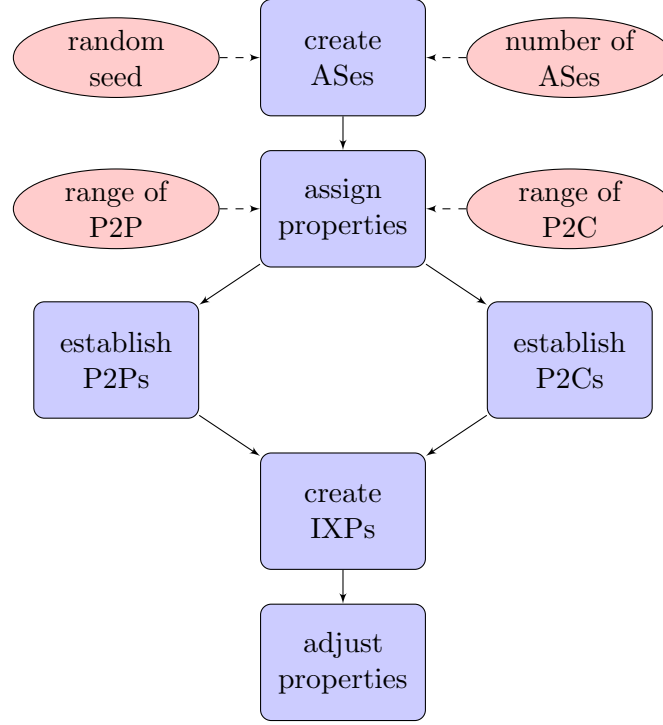 random
seed
create
ASes
number of
ASes
range of
P2P
assign
properties
range of
P2C
establish
P2Ps
establish
P2Cs
create
IXPs
adjust
properties